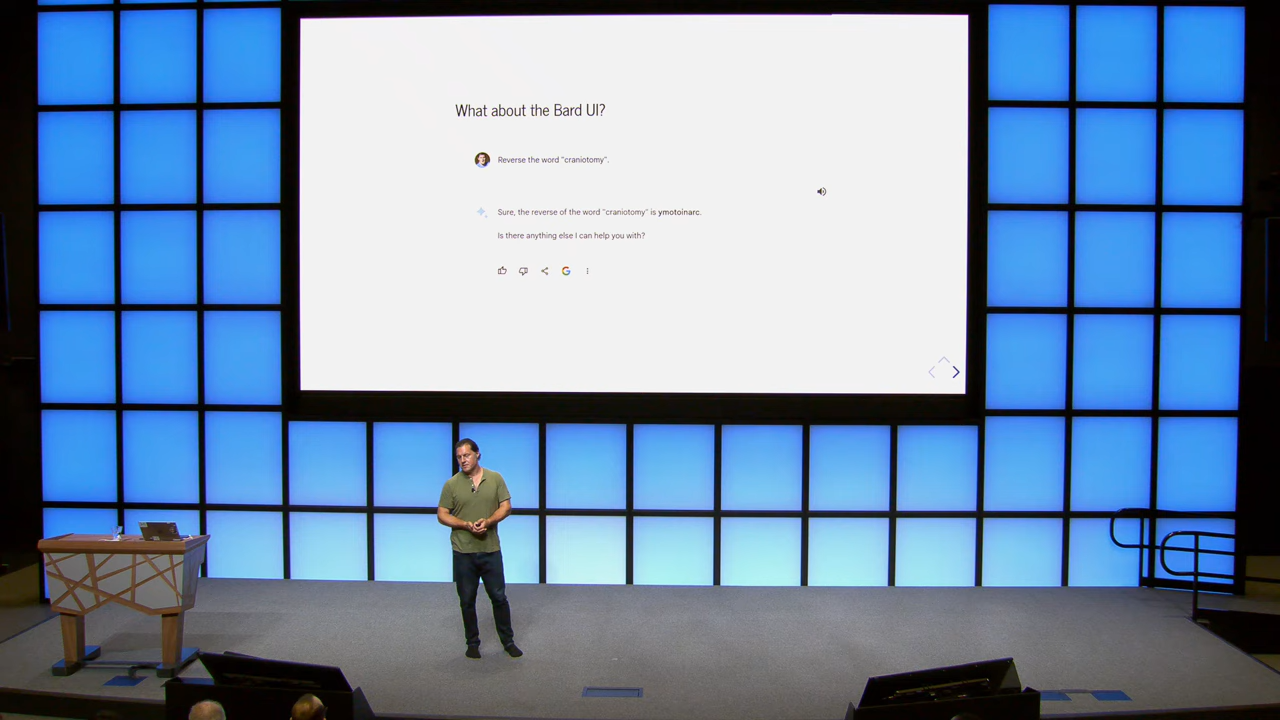 What about the Bard UI?
Reverse the word "craniotomy".
Sure, the reverse of the word "craniotomy" is ymotoinarc.
Is there anything else I can help you with?